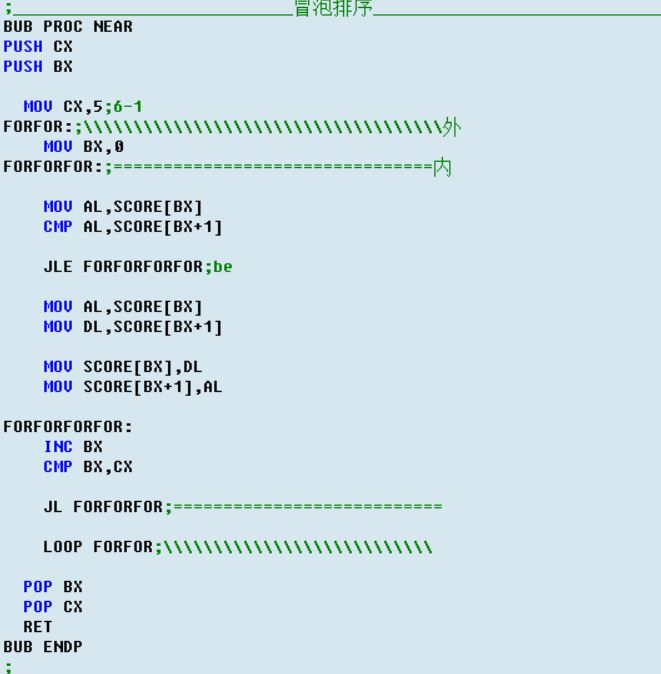 ;____________________________冒泡排序_____________________________
BUB PROC NEAR
PUSH CX
PUSH BX
MOV CX,5;6-1
FORFOR:;\\\\\\\\\\\\\\\\\\\\\\\\\\\\\\\\\\\\外
MOV BX,0
FORFORFOR:;================================内
MOV AL,SCORE[BX]
CMP AL,SCORE[BX+1]
JLE FORFORFORFOR;be
MOV AL,SCORE[BX]
MOV DL,SCORE[BX+1]
MOV SCORE[BX],DL
MOV SCORE[BX+1],AL
FORFORFORFOR:
INC BX
CMP BX,CX
JL FORFORFOR;===========================
LOOP FORFOR;\\\\\\\\\\\\\\\\\\\\\\\\\\\
POP BX
POP CX
RET
BUB ENDP
;